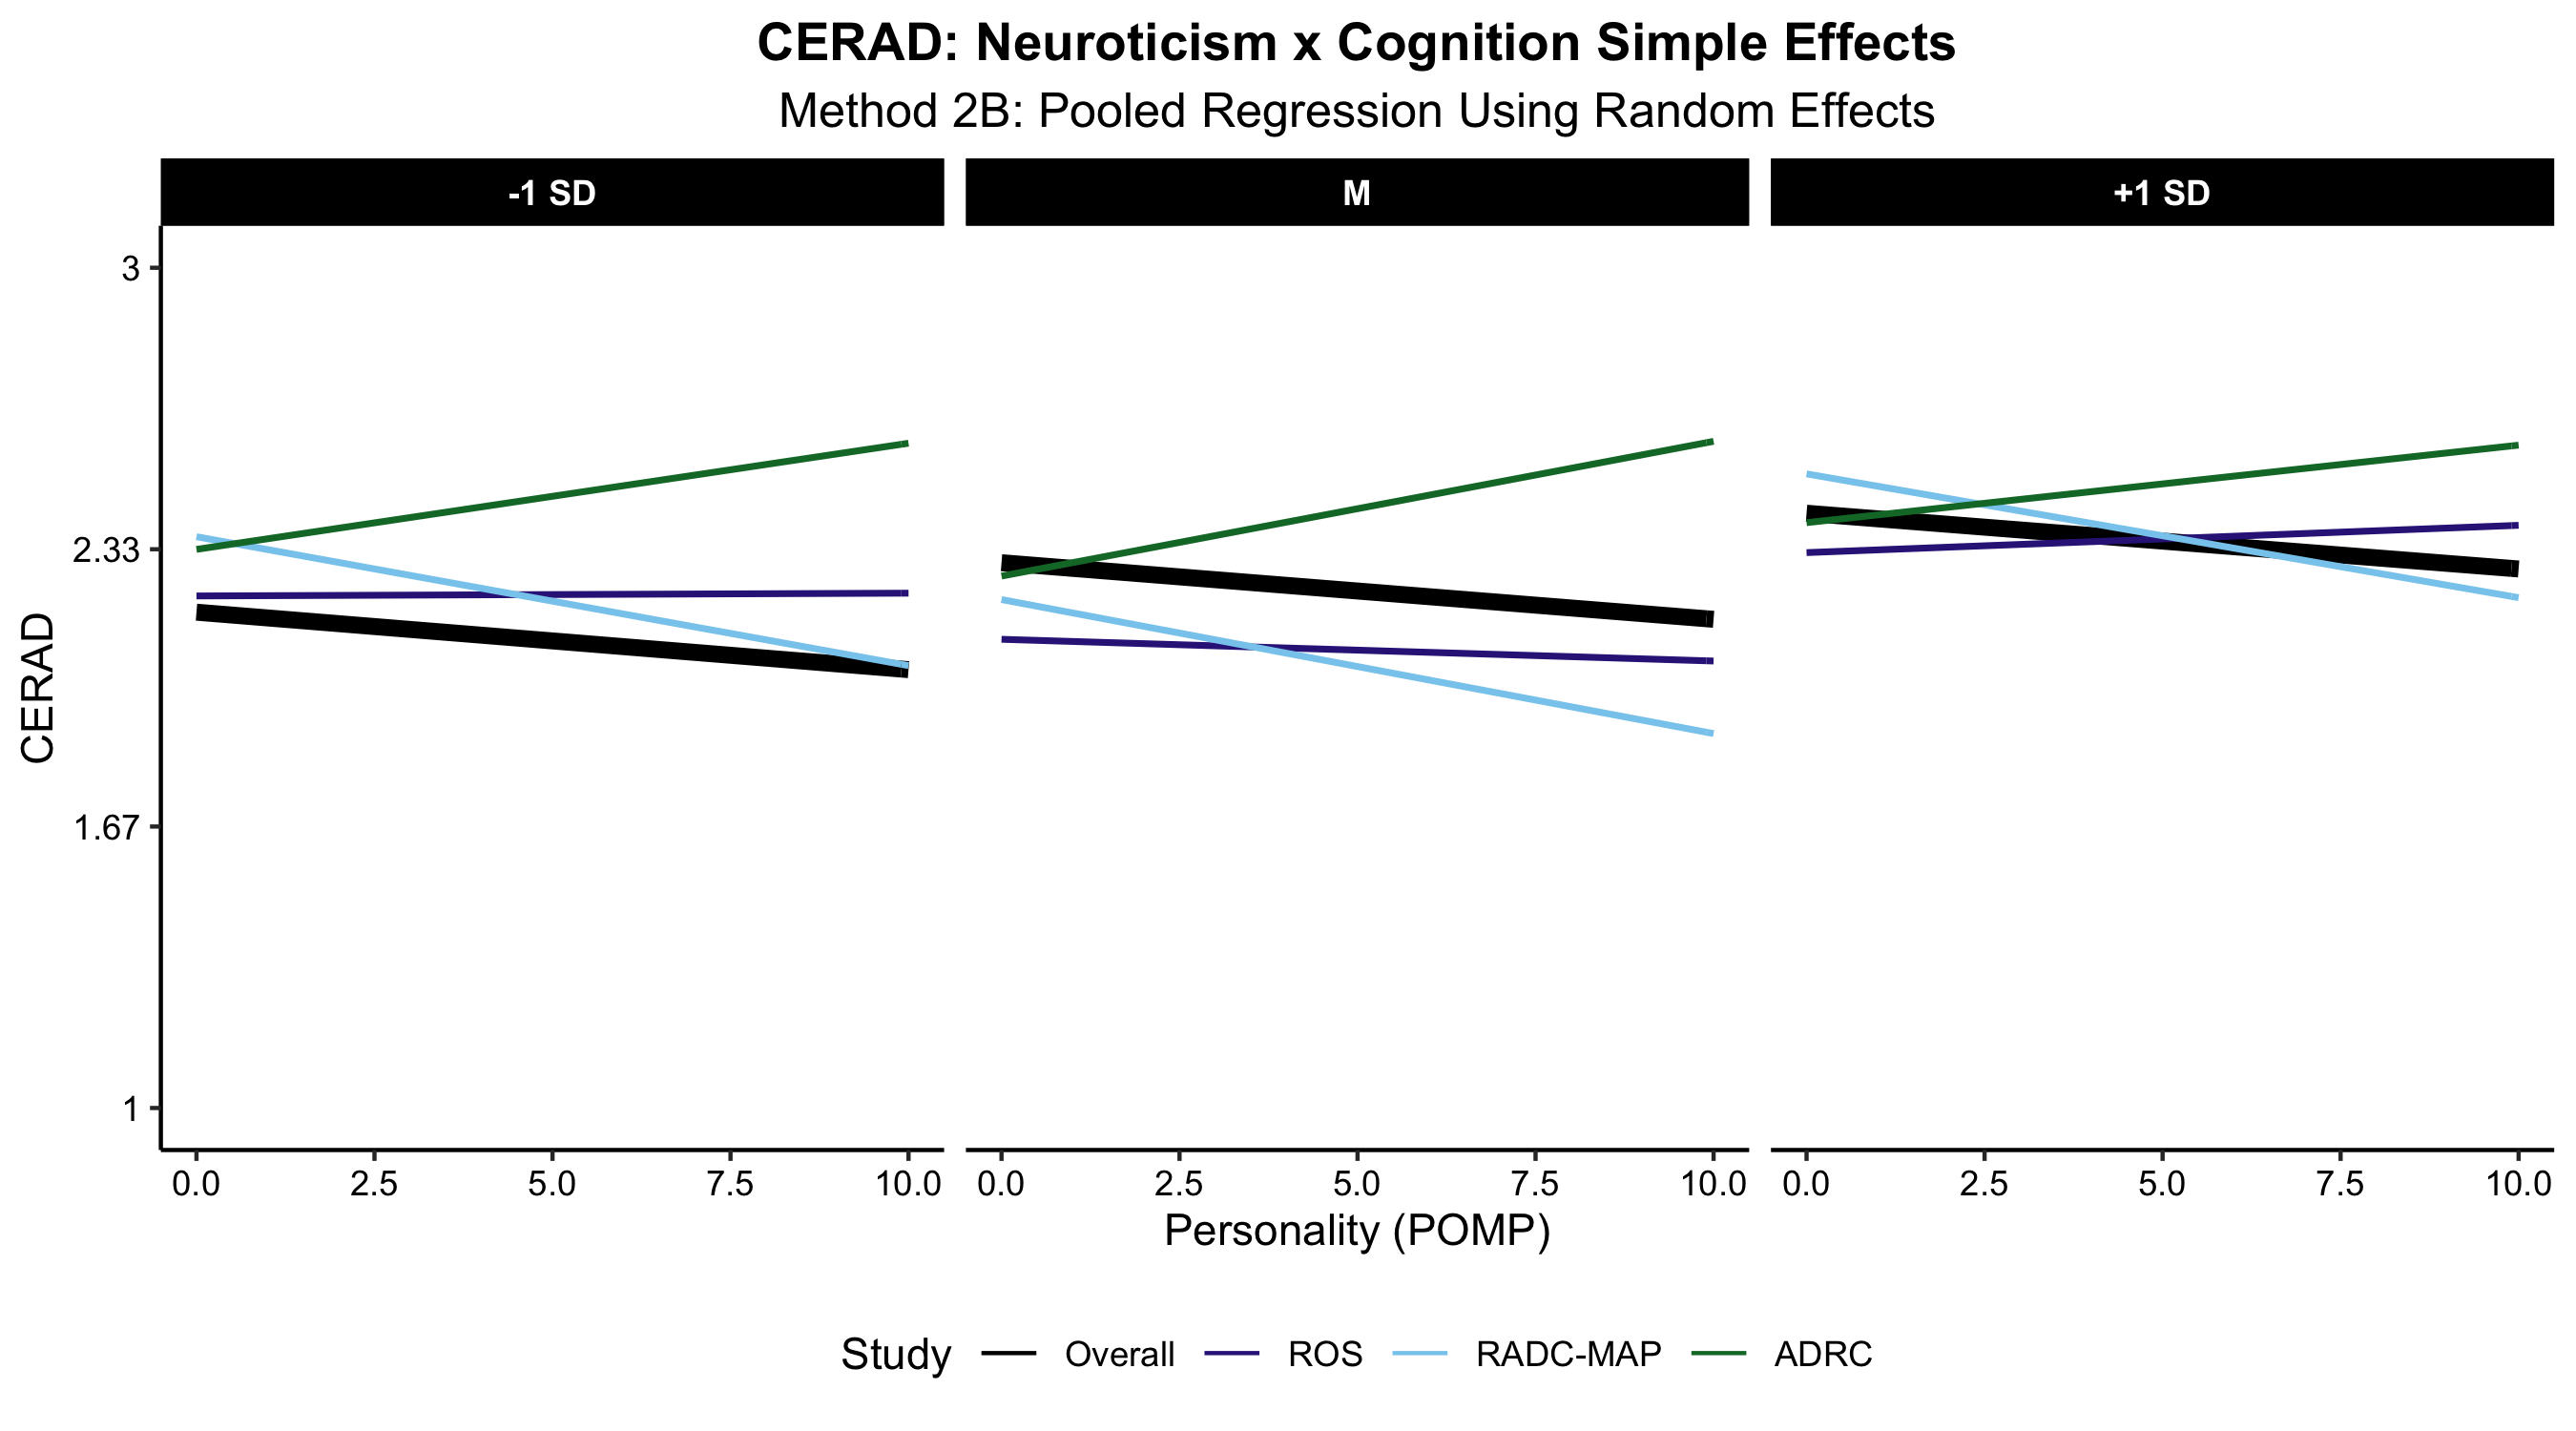 CERAD: Neuroticism x Cognition Simple Effects
Method 2B: Pooled Regression Using Random Effects
-1 SD
M
+1 SD
CERAD
3
2.33
1.67
1
0.0 2.5 5.0 7.5 10.0
0.0 2.5 5.0 7.5 10.0
0.0 2.5 5.0 7.5 10.0
Personality (POMP)
Study Overall ROS RADC-MAP ADRC